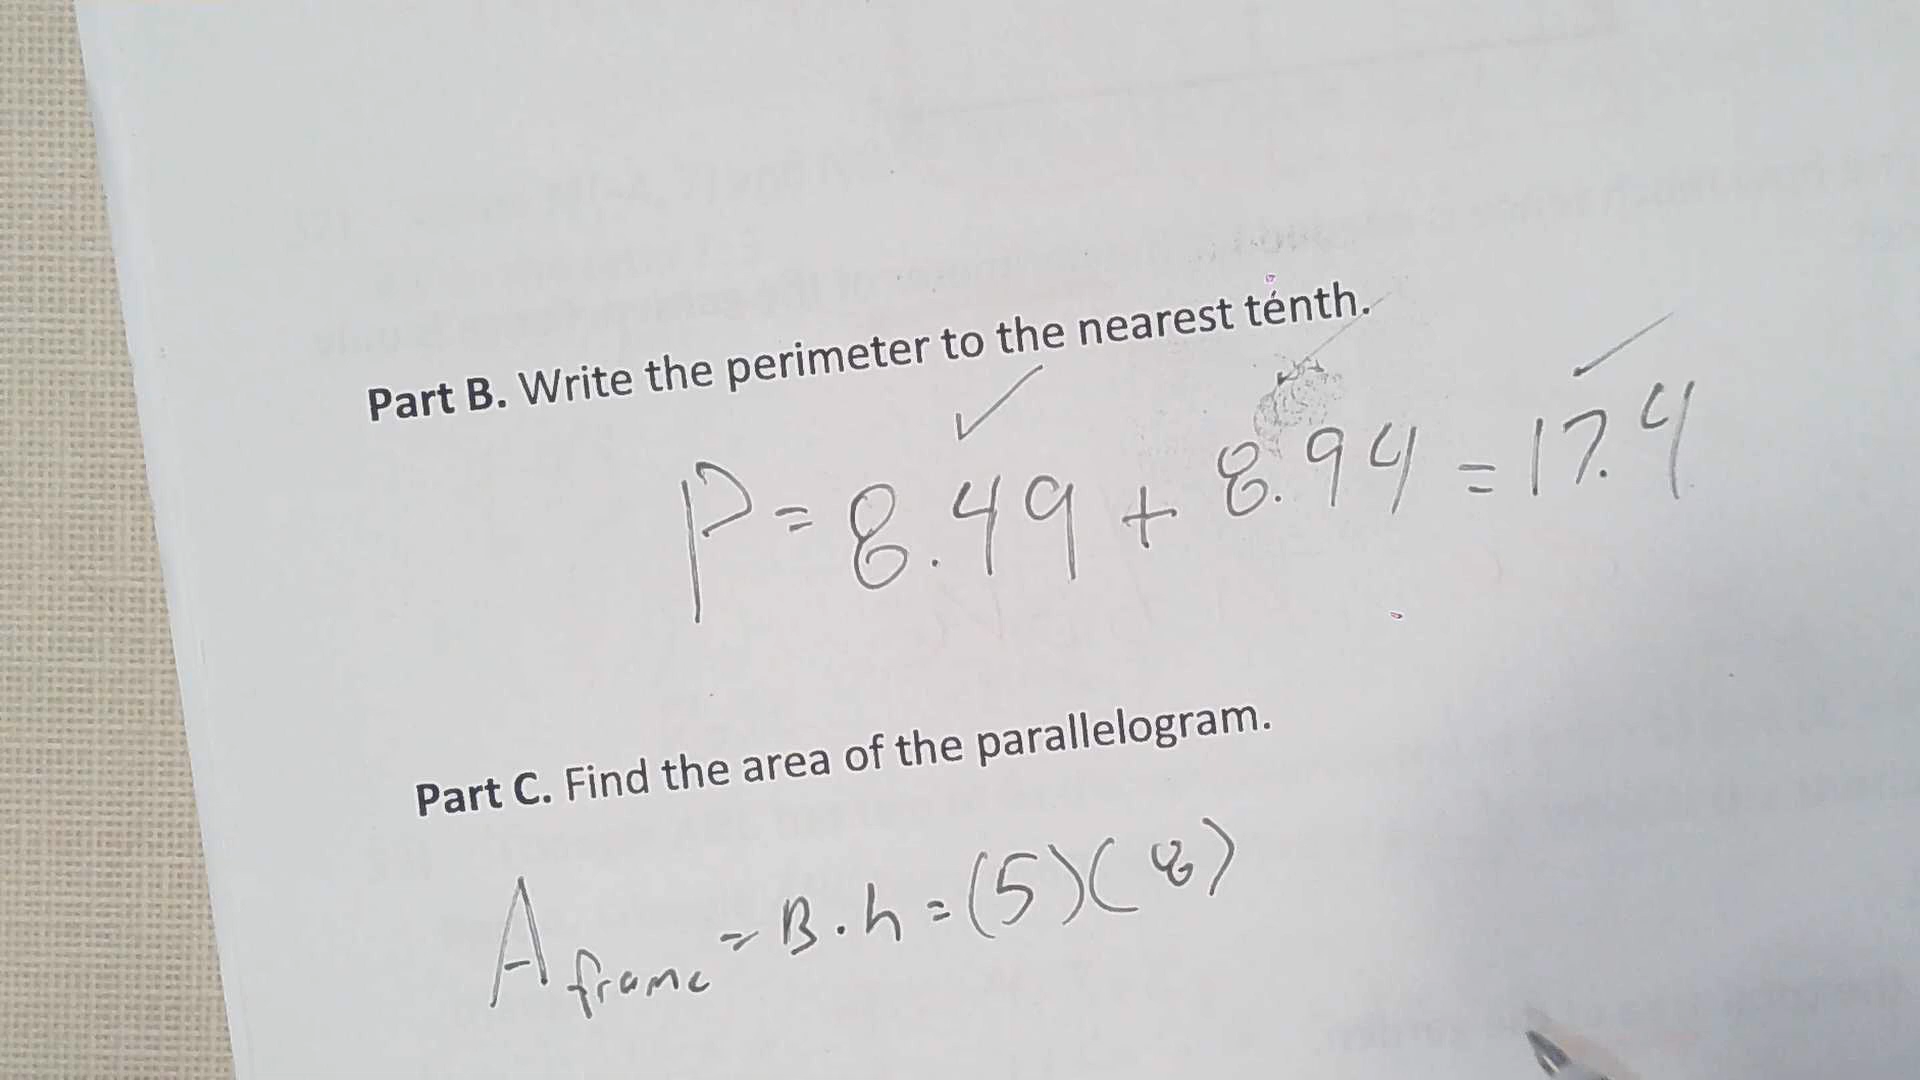 Part B. Write the perimeter to the nearest tenth.
P = 8.49 + 8.94 = 17.4
Part C. Find the area of the parallelogram.
A frame = B . h = (5)(8)